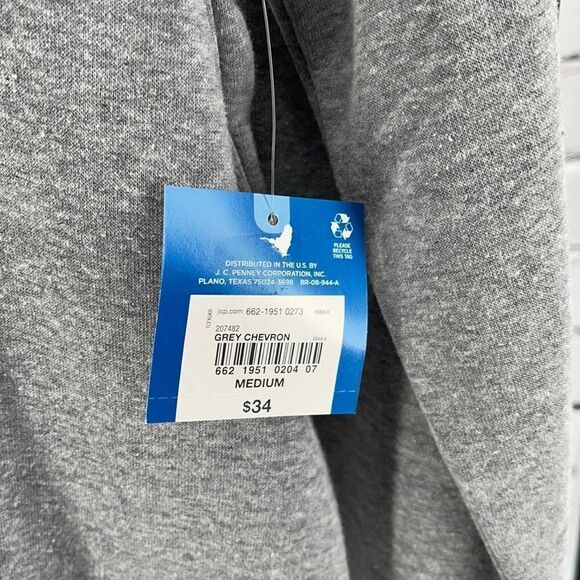 PLEASE
RECYCLE
THIS TAG
DISTRIBUTED IN THE U.S. BY
J. C. PENNEY CORPORATION, INC.
PLANO, TEXAS 75024-3698 BR-08-944-A
jcp.com 662-1951 0273
207482
GREY CHEVRON
662 1951 0204 07
MEDIUM
$34